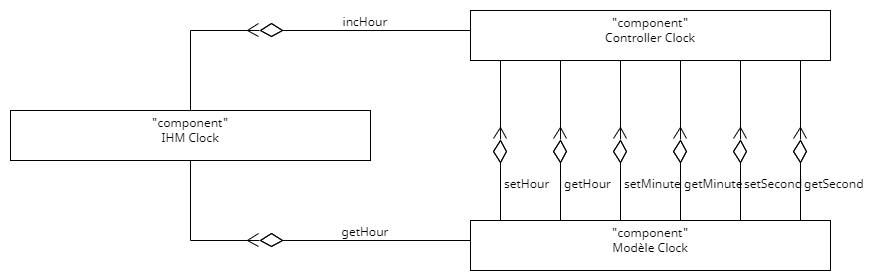 incHour
"component"
Controller Clock
"component"
IHM Clock
setHour
getHour
setMinute
getMinute
setSecond
getSecond
getHour
"component"
Modèle Clock